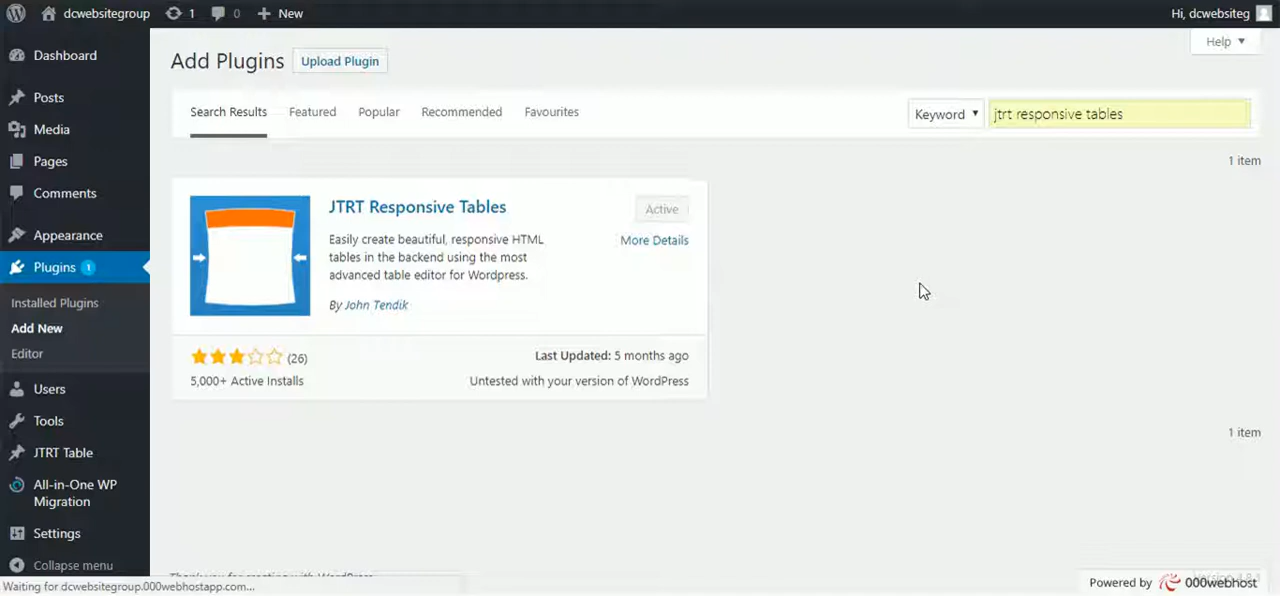 dcwebsitegroup 1 0 New Hi, dcwebsiteg
Help
Dashboard
Posts
Media
Pages
Comments
Appearance
Plugins 1
Installed Plugins
Add New
Editor
Users
Tools
JTRT Table
All-in-One WP
Migration
Settings
Collapse menu
Add Plugins Upload Plugin
Search Results Featured Popular Recommended Favourites Keyword jtrt responsive tables
1 item
JTRT Responsive Tables
Active
More Details
Easily create beautiful, responsive HTML
tables in the backend using the most
advanced table editor for Wordpress.
By John Tendik
(26)
5,000+ Active Installs
Last Updated: 5 months ago
Untested with your version of WordPress
1 item
Waiting for dcwebsitegroup.000webhostapp.com...
Powered by 000webhost